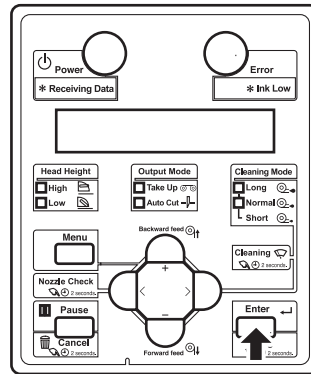 Power
Error
* Receiving Data
* Ink Low
Head Height
High
Low
Output Mode
Take Up
Auto Cut
Cleaning Mode
Long
Normal
Short
Menu
Backward feed
+
< >
−
Forward feed
Cleaning
2 seconds.
Nozzle Check
2 seconds.
Pause
Cancel
2 seconds.
Enter